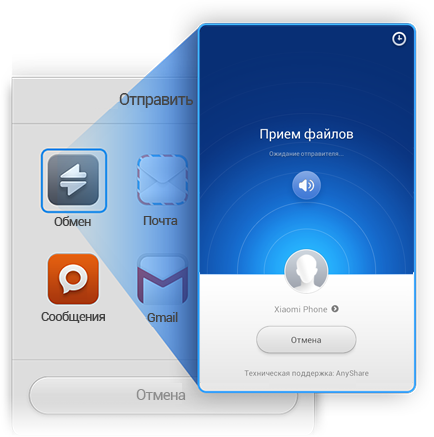 Отправить
Обмен
Почта
Сообщения
Gmail
Отмена
Прием файлов
Ожидание отправителя...
Xiaomi Phone
Отмена
Техническая поддержка: AnyShare